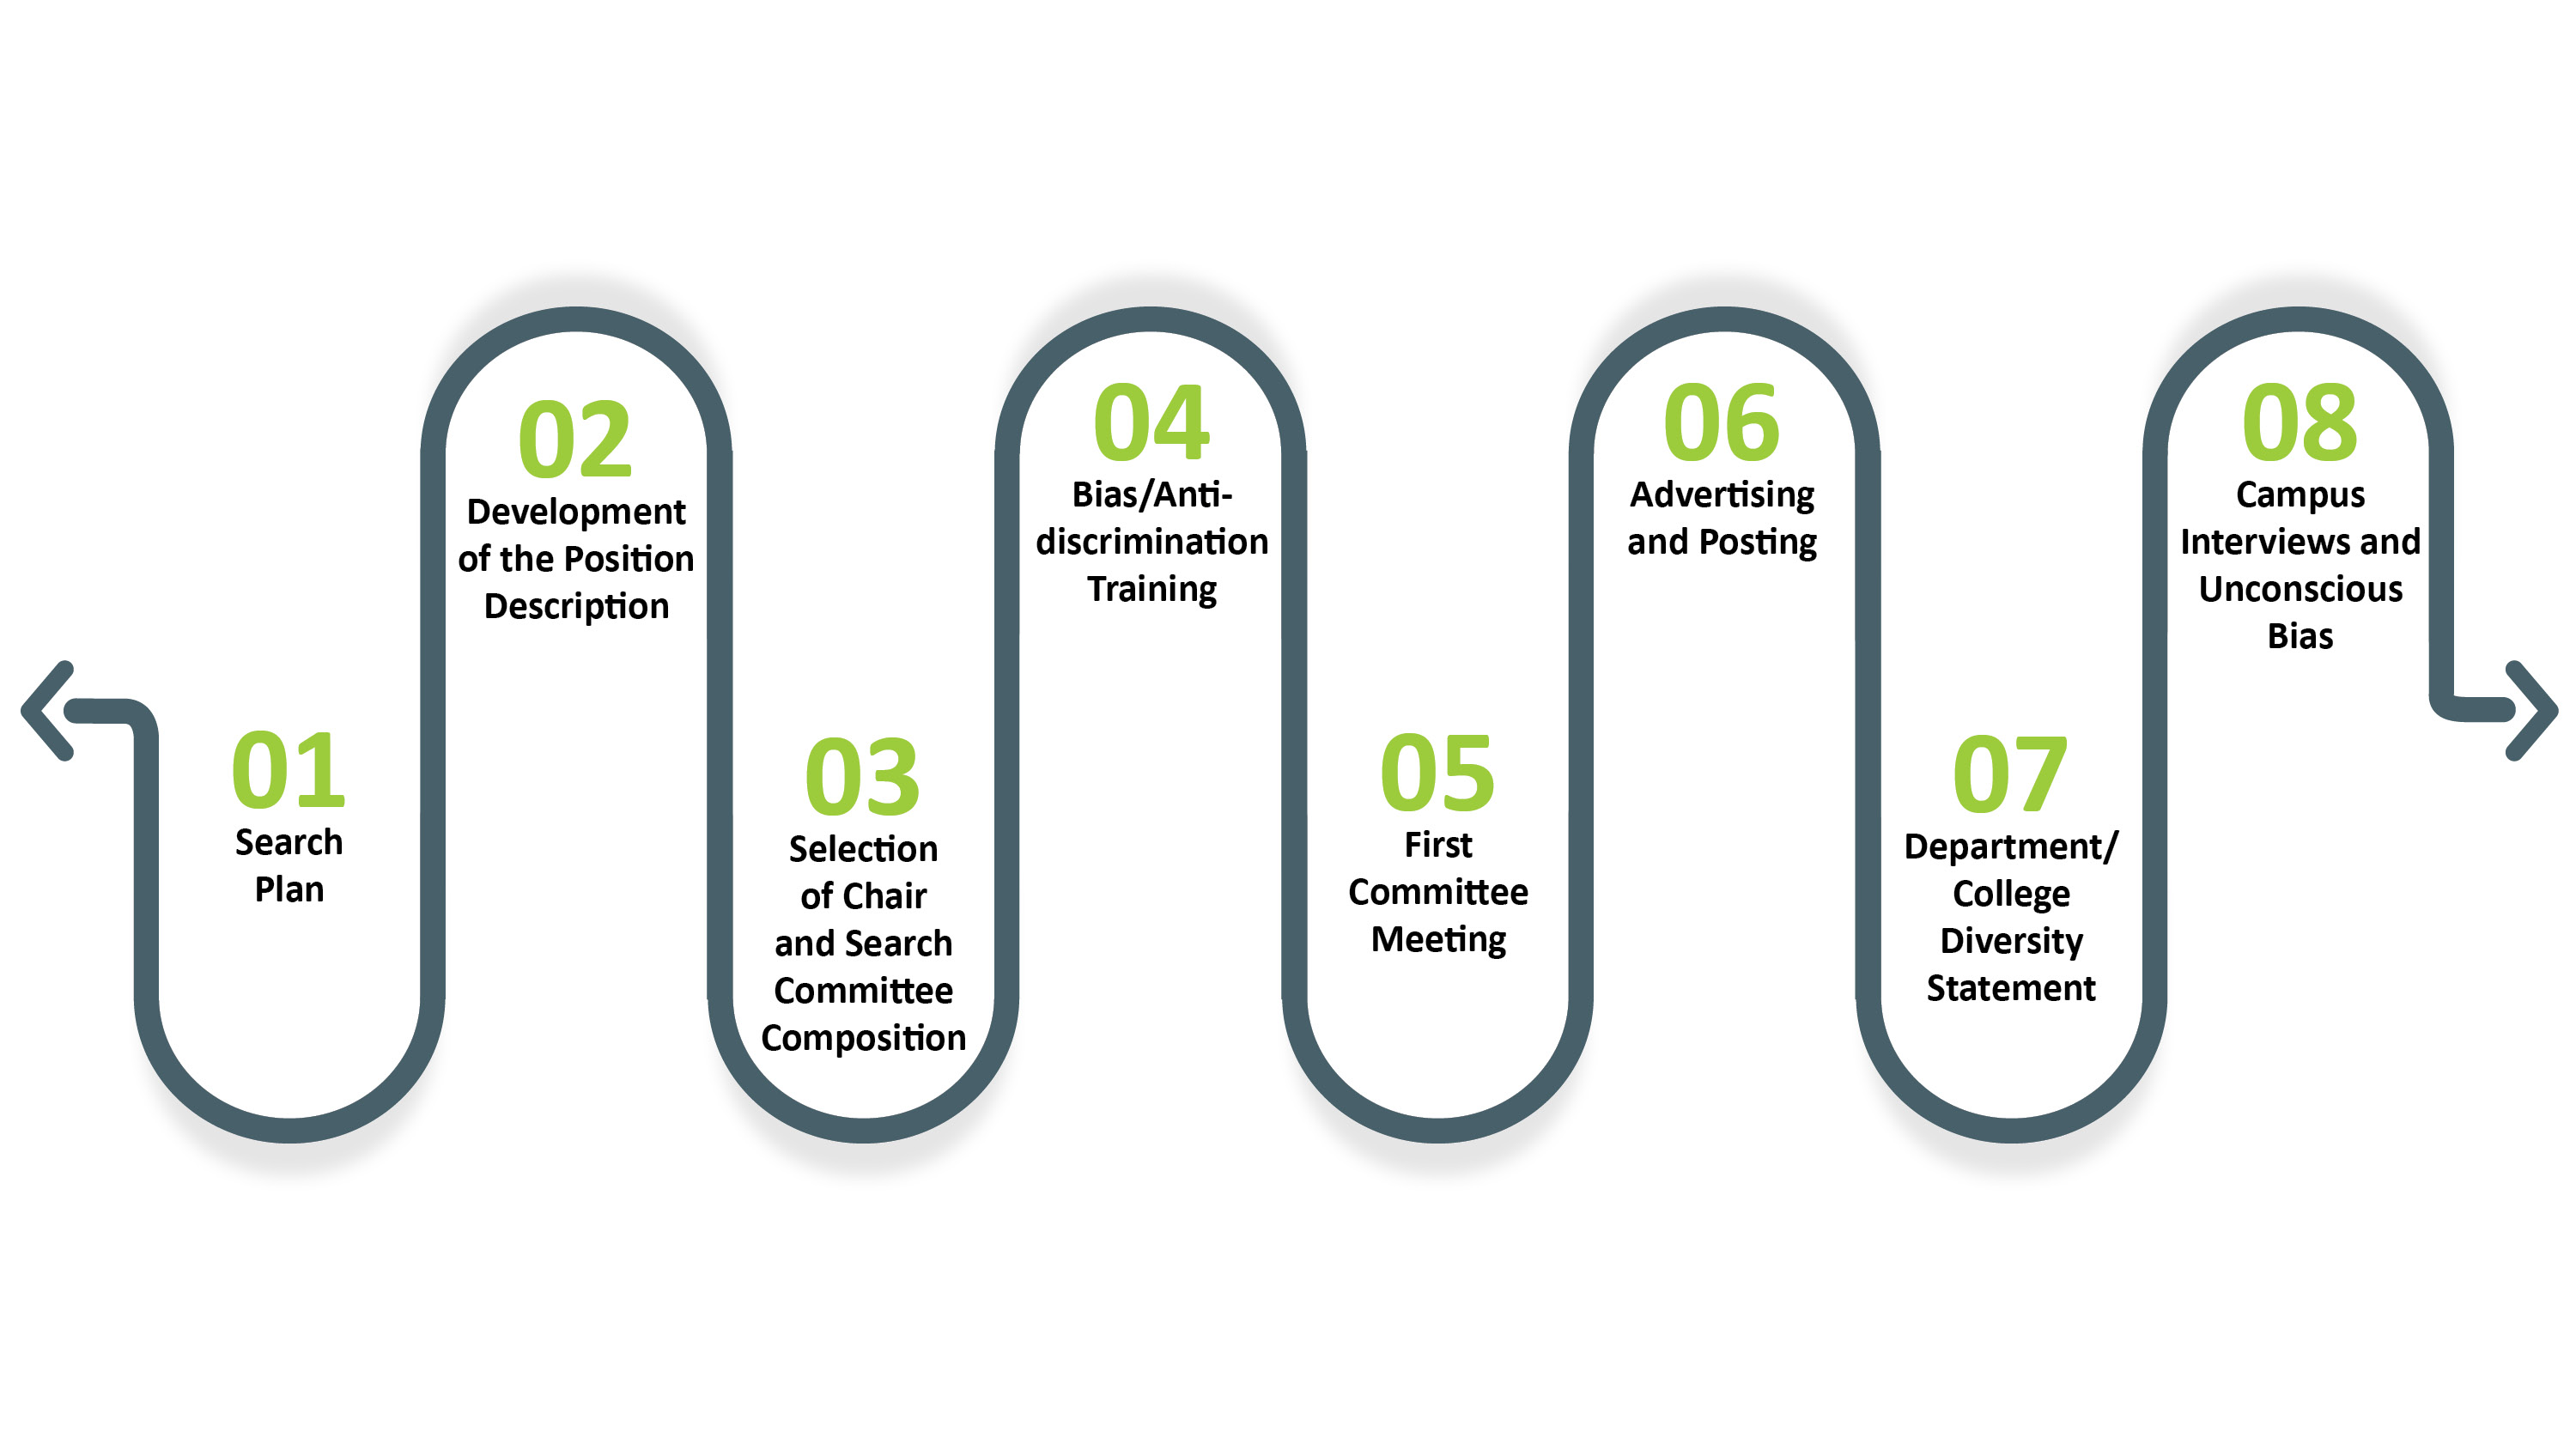 01
Search
Plan
02
Development
of the Position
Description
03
Selection
of Chair
and Search
Committee
Composition
04
Bias/Anti-
discrimination
Training
05
First
Committee
Meeting
06
Advertising
and Posting
07
Department/
College
Diversity
Statement
08
Campus
Interviews and
Unconscious
Bias